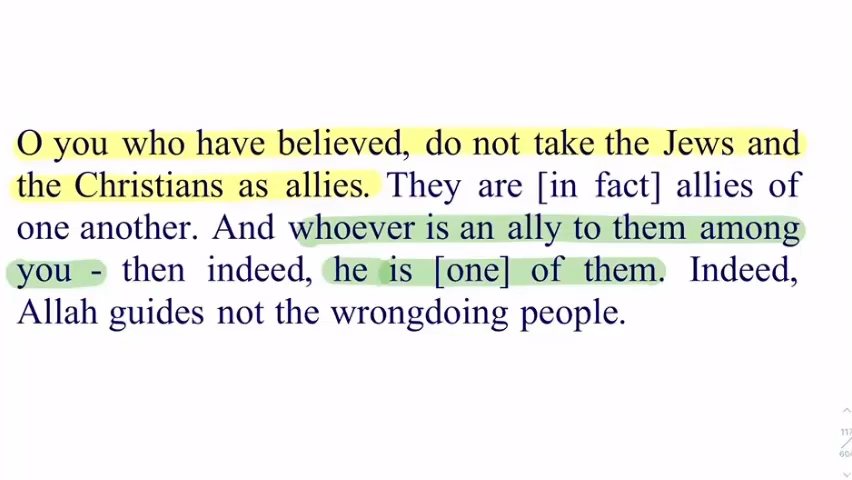 O you who have believed, do not take the Jews and
the Christians as allies. They are [in fact] allies of
one another. And whoever is an ally to them among
you - then indeed, he is [one] of them. Indeed,
Allah guides not the wrongdoing people.
117
/
604